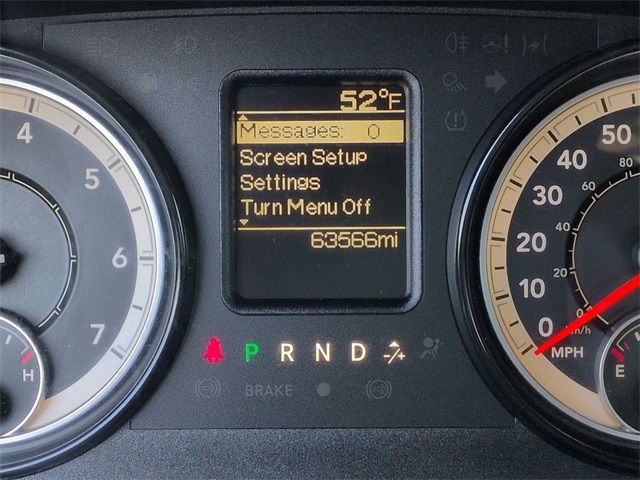 52°F
Messages: 0
Screen Setup
Settings
Turn Menu Off
63566mi
4
5
6
7
H
P R N D -/+
BRAKE
50
40
30
20
10
0
MPH
80
60
40
20
0
km/h
E